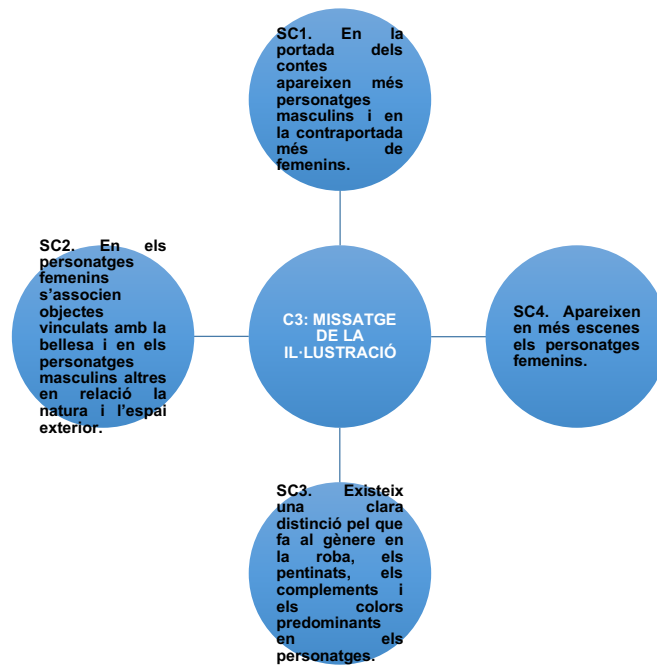 SC1. En la
portada dels
contes
apareixen més
personatges
masculins i en
la contraportada
més de
femenins.
SC2. En els
personatges
femenins
s'associen
objectes
vinculats amb la
bellesa i en els
personatges
masculins altres
en relació la
natura i l'espai
exterior.
C3: MISSATGE
DE LA
IL·LUSTRACIÓ
SC4. Apareixen
en més escenes
els personatges
femenins.
SC3. Existeix
una clara
distinció pel que
fa al gènere en
la roba, els
pentinats, els
complements i
els colors
predominants
en els
personatges.